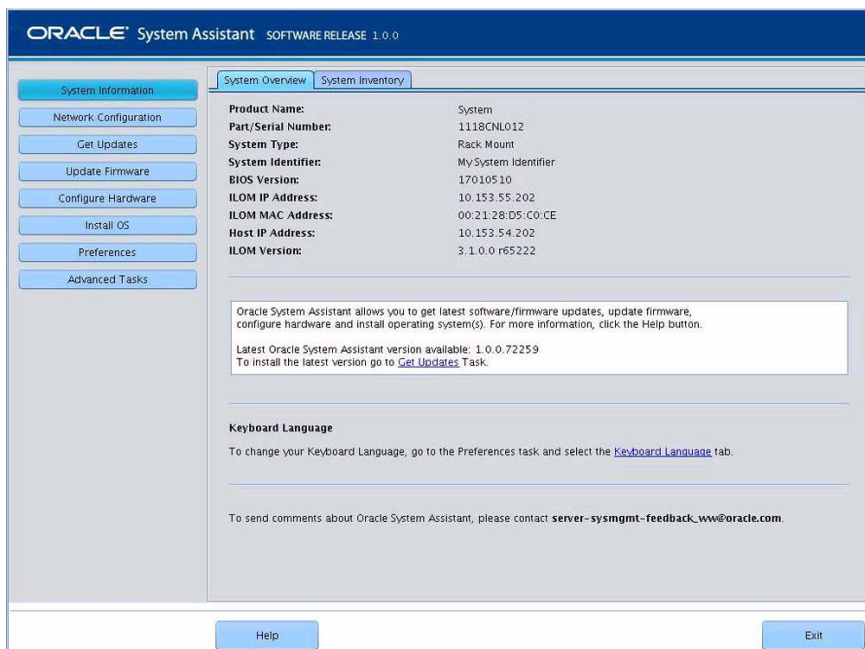 ORACLE® System Assistant SOFTWARE RELEASE 1.0.0
System Information
Network Configuration
Get Updates
Update Firmware
Configure Hardware
Install OS
Preferences
Advanced Tasks
System Overview
System Inventory
Product Name: System
Part/Serial Number: 1118CNL012
System Type: Rack Mount
System Identifier: My System Identifier
BIOS Version: 17010510
ILOM IP Address: 10.153.55.202
ILOM MAC Address: 00:21:28:D5:C0:CE
Host IP Address: 10.153.54.202
ILOM Version: 3.1.0.0 r65222
Oracle System Assistant allows you to get latest software/firmware updates, update firmware,
configure hardware and install operating system(s). For more information, click the Help button.
Latest Oracle System Assistant version available: 1.0.0.72259
To install the latest version go to Get Updates Task.
Keyboard Language
To change your Keyboard Language, go to the Preferences task and select the Keyboard Language tab.
To send comments about Oracle System Assistant, please contact server-sysmgmt-feedback_ww@oracle.com.
Help
Exit